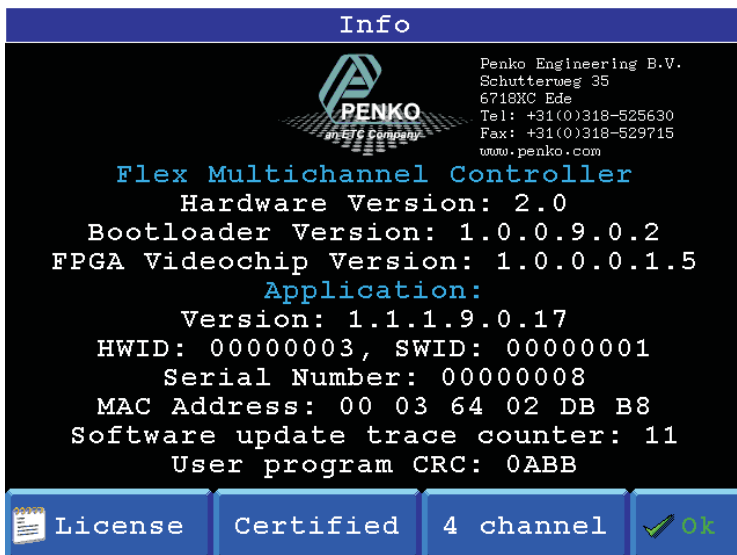 Info
PENKO
an ETC Company
Penko Engineering B.V.
Schutterweg 35
6718XC Ede
Tel: +31(0)318-525630
Fax: +31(0)318-529715
www.penko.com
Flex Multichannel Controller
Hardware Version: 2.0
Bootloader Version: 1.0.0.9.0.2
FPGA Videochip Version: 1.0.0.0.1.5
Application:
Version: 1.1.1.9.0.17
HWID: 00000003, SWID: 00000001
Serial Number: 00000008
MAC Address: 00 03 64 02 DB B8
Software update trace counter: 11
User program CRC: 0ABB
License
Certified
4 channel
Ok